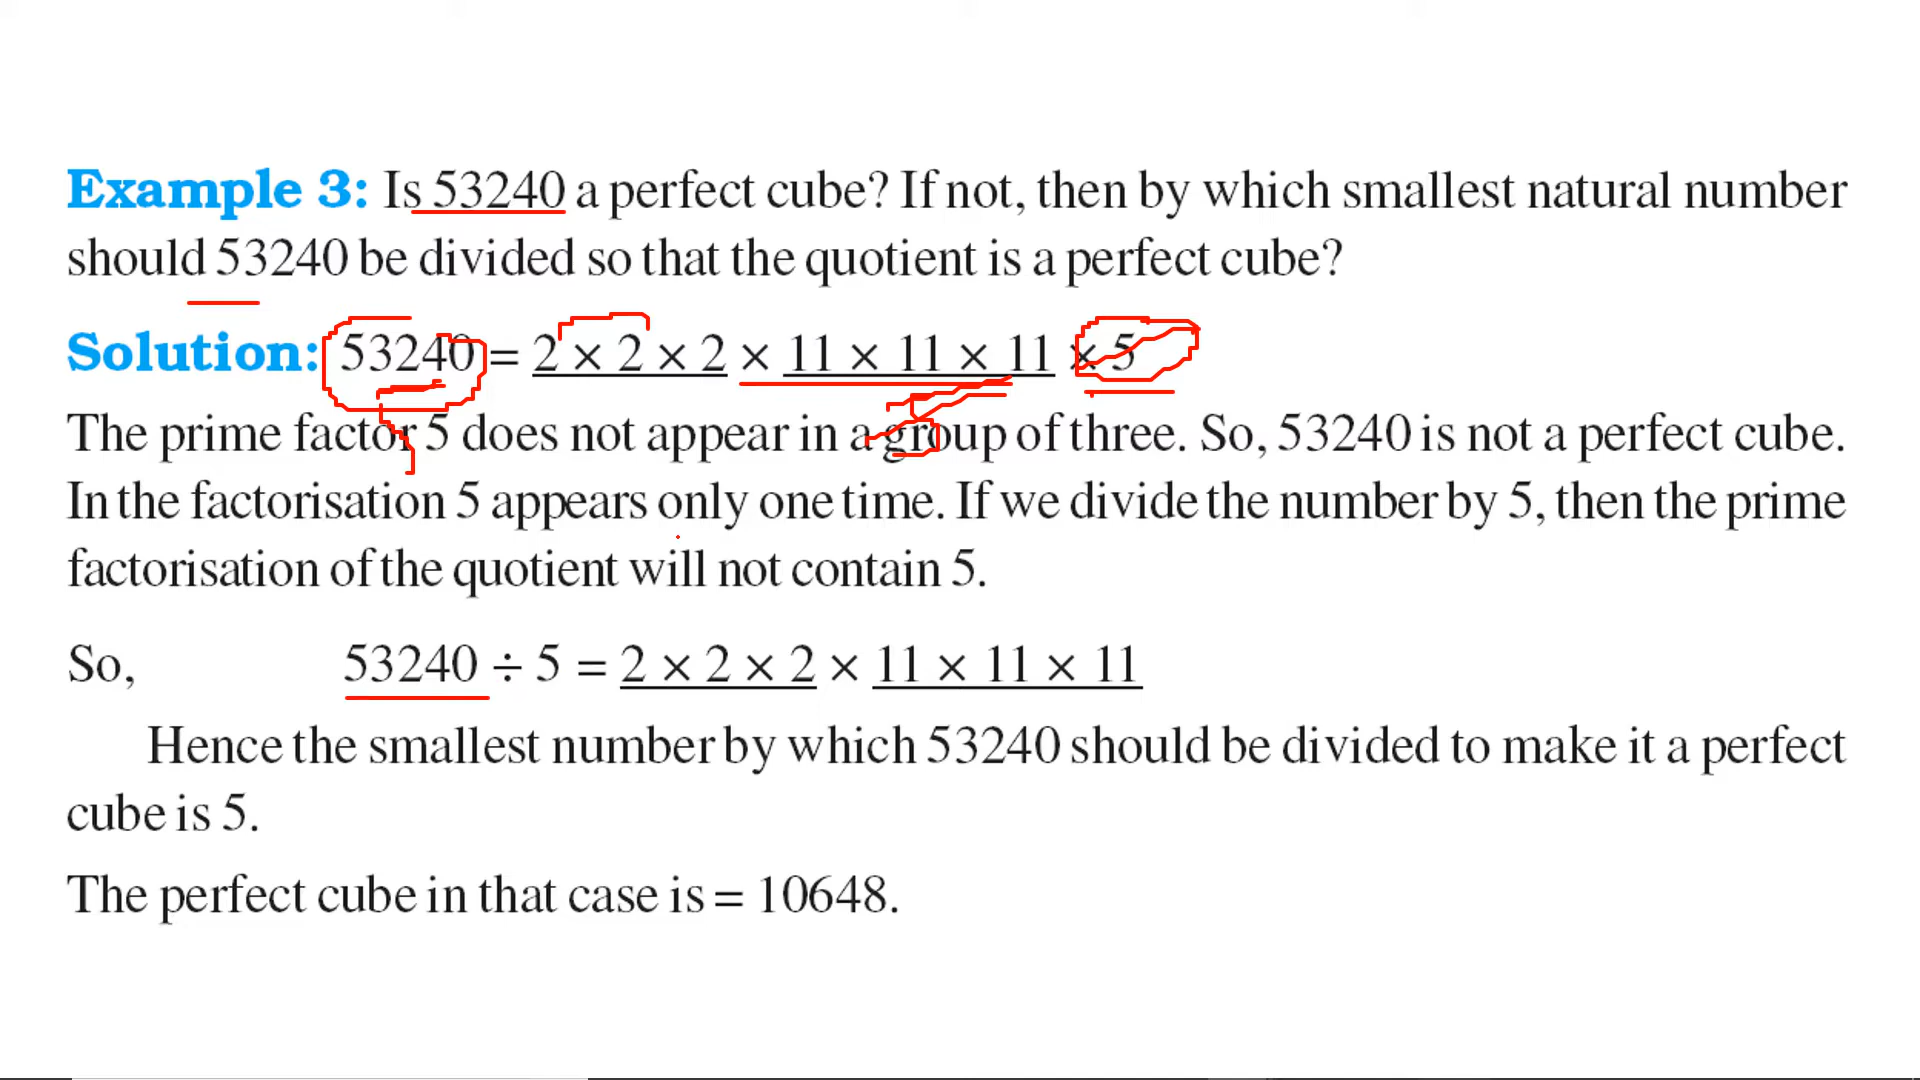 Example 3: Is 53240 a perfect cube? If not, then by which smallest natural number
should 53240 be divided so that the quotient is a perfect cube?
Solution: 53240 = 2 × 2 × 2 × 11 × 11 × 11 × 5
The prime factor 5 does not appear in a group of three. So, 53240 is not a perfect cube.
In the factorisation 5 appears only one time. If we divide the number by 5, then the prime
factorisation of the quotient will not contain 5.
So, 53240 ÷ 5 = 2 × 2 × 2 × 11 × 11 × 11
Hence the smallest number by which 53240 should be divided to make it a perfect
cube is 5.
The perfect cube in that case is = 10648.